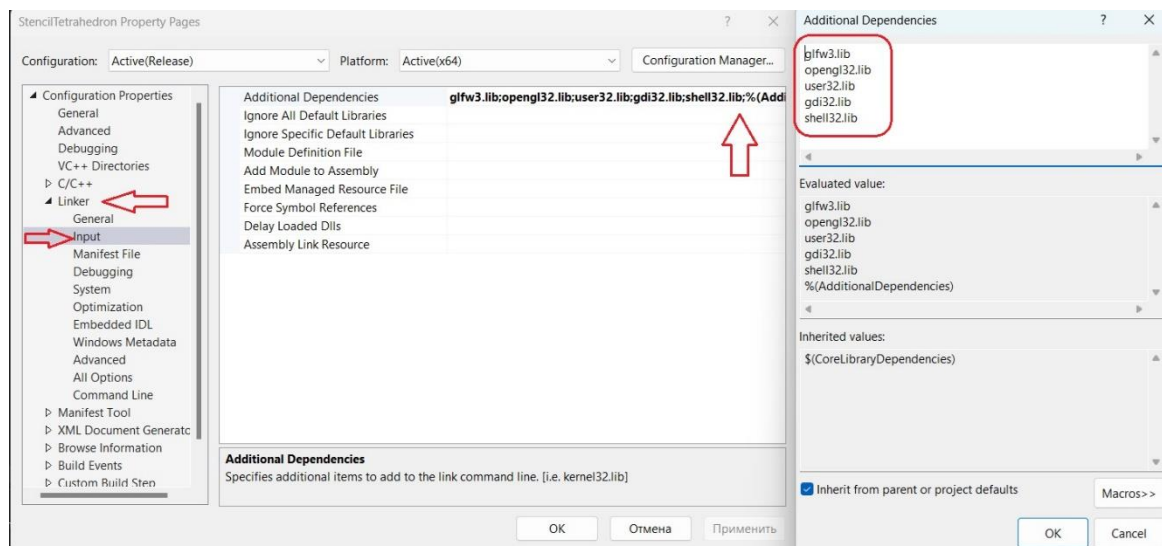 StencilTetrahedron Property Pages
Configuration: Active(Release) Platform: Active(x64) Configuration Manager...
Configuration Properties
General
Advanced
Debugging
VC++ Directories
C/C++
Linker
General
Input
Manifest File
Debugging
System
Optimization
Embedded IDL
Windows Metadata
Advanced
All Options
Command Line
Manifest Tool
XML Document Generatc
Browse Information
Build Events
Custom Build Step
Additional Dependencies glfw3.lib;opengl32.lib;user32.lib;gdi32.lib;shell32.lib;%(Addi
Ignore All Default Libraries
Ignore Specific Default Libraries
Module Definition File
Add Module to Assembly
Embed Managed Resource File
Force Symbol References
Delay Loaded Dlls
Assembly Link Resource
Additional Dependencies
Specifies additional items to add to the link command line. [i.e. kernel32.lib]
OK Отмена Применить
Additional Dependencies
glfw3.lib
opengl32.lib
user32.lib
gdi32.lib
shell32.lib
Evaluated value:
glfw3.lib
opengl32.lib
user32.lib
gdi32.lib
shell32.lib
%(AdditionalDependencies)
Inherited values:
$(CoreLibraryDependencies)
Inherit from parent or project defaults
Macros>>
OK Cancel